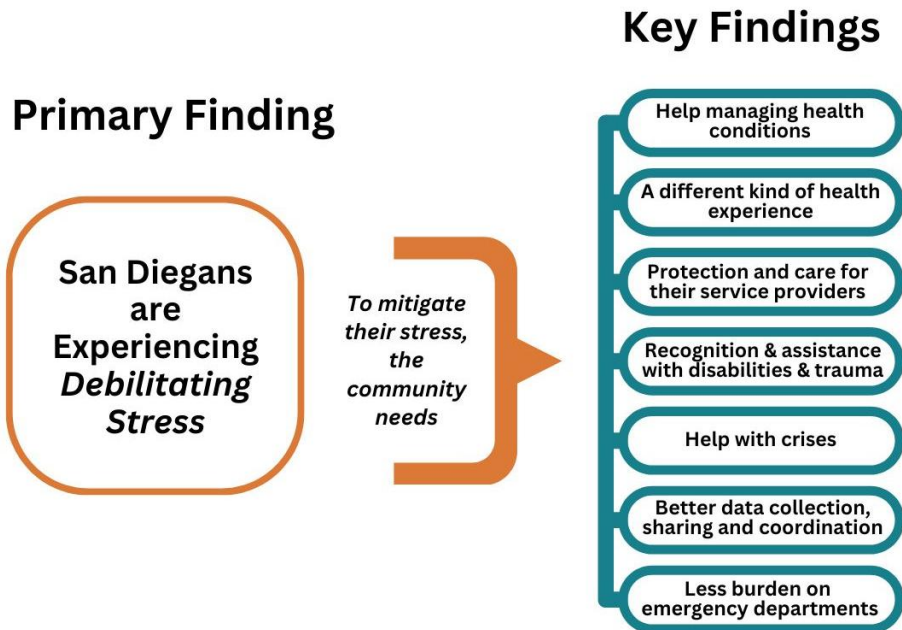 Primary Finding
San Diegans
are
Experiencing
Debilitating
Stress
To mitigate
their stress,
the
community
needs
Key Findings
Help managing health
conditions
A different kind of health
experience
Protection and care for
their service providers
Recognition & assistance
with disabilities & trauma
Help with crises
Better data collection,
sharing and coordination
Less burden on
emergency departments